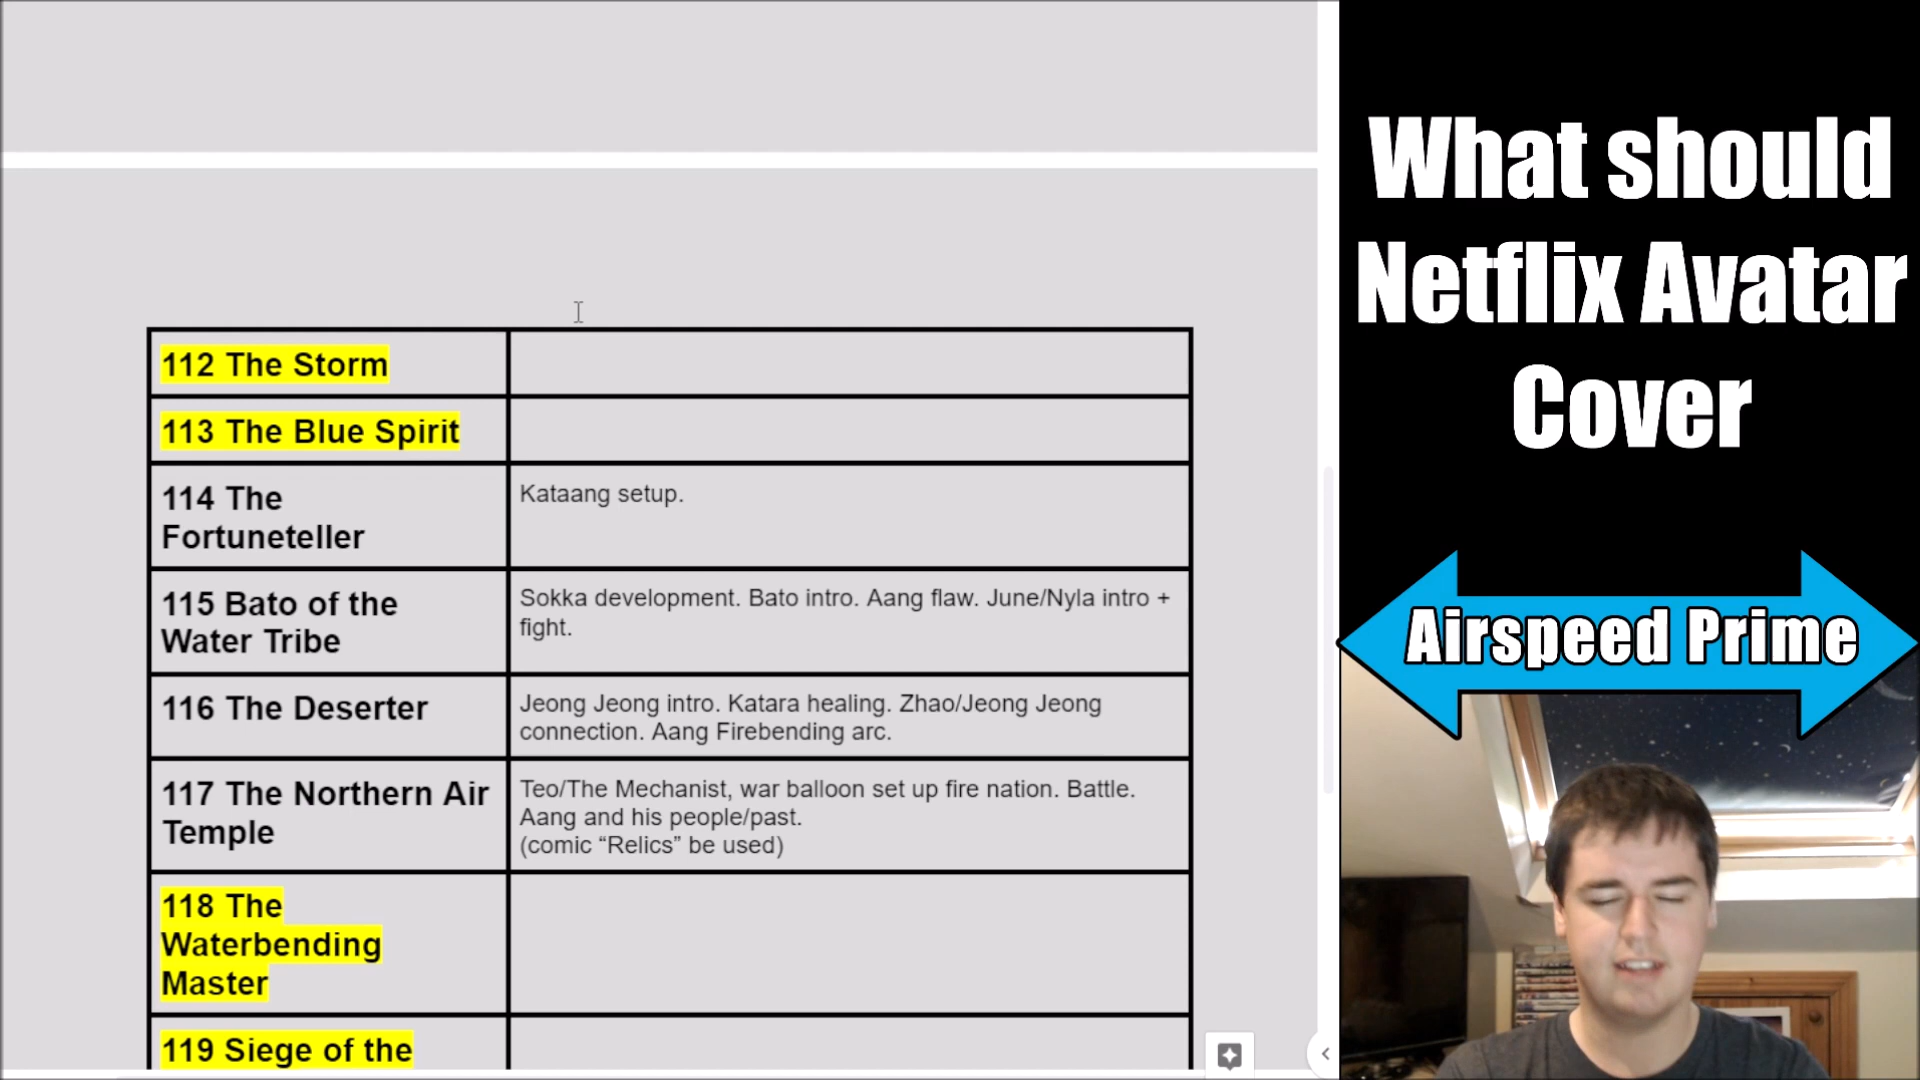 112 The Storm
113 The Blue Spirit
114 The
Fortuneteller
Kataang setup.
115 Bato of the
Water Tribe
Sokka development. Bato intro. Aang flaw. June/Nyla intro +
fight.
116 The Deserter
Jeong Jeong intro. Katara healing. Zhao/Jeong Jeong
connection. Aang Firebending arc.
117 The Northern Air
Temple
Teo/The Mechanist, war balloon set up fire nation. Battle.
Aang and his people/past.
(comic “Relics” be used)
118 The
Waterbending
Master
119 Siege of the
What should
Netflix Avatar
Cover
Airspeed Prime